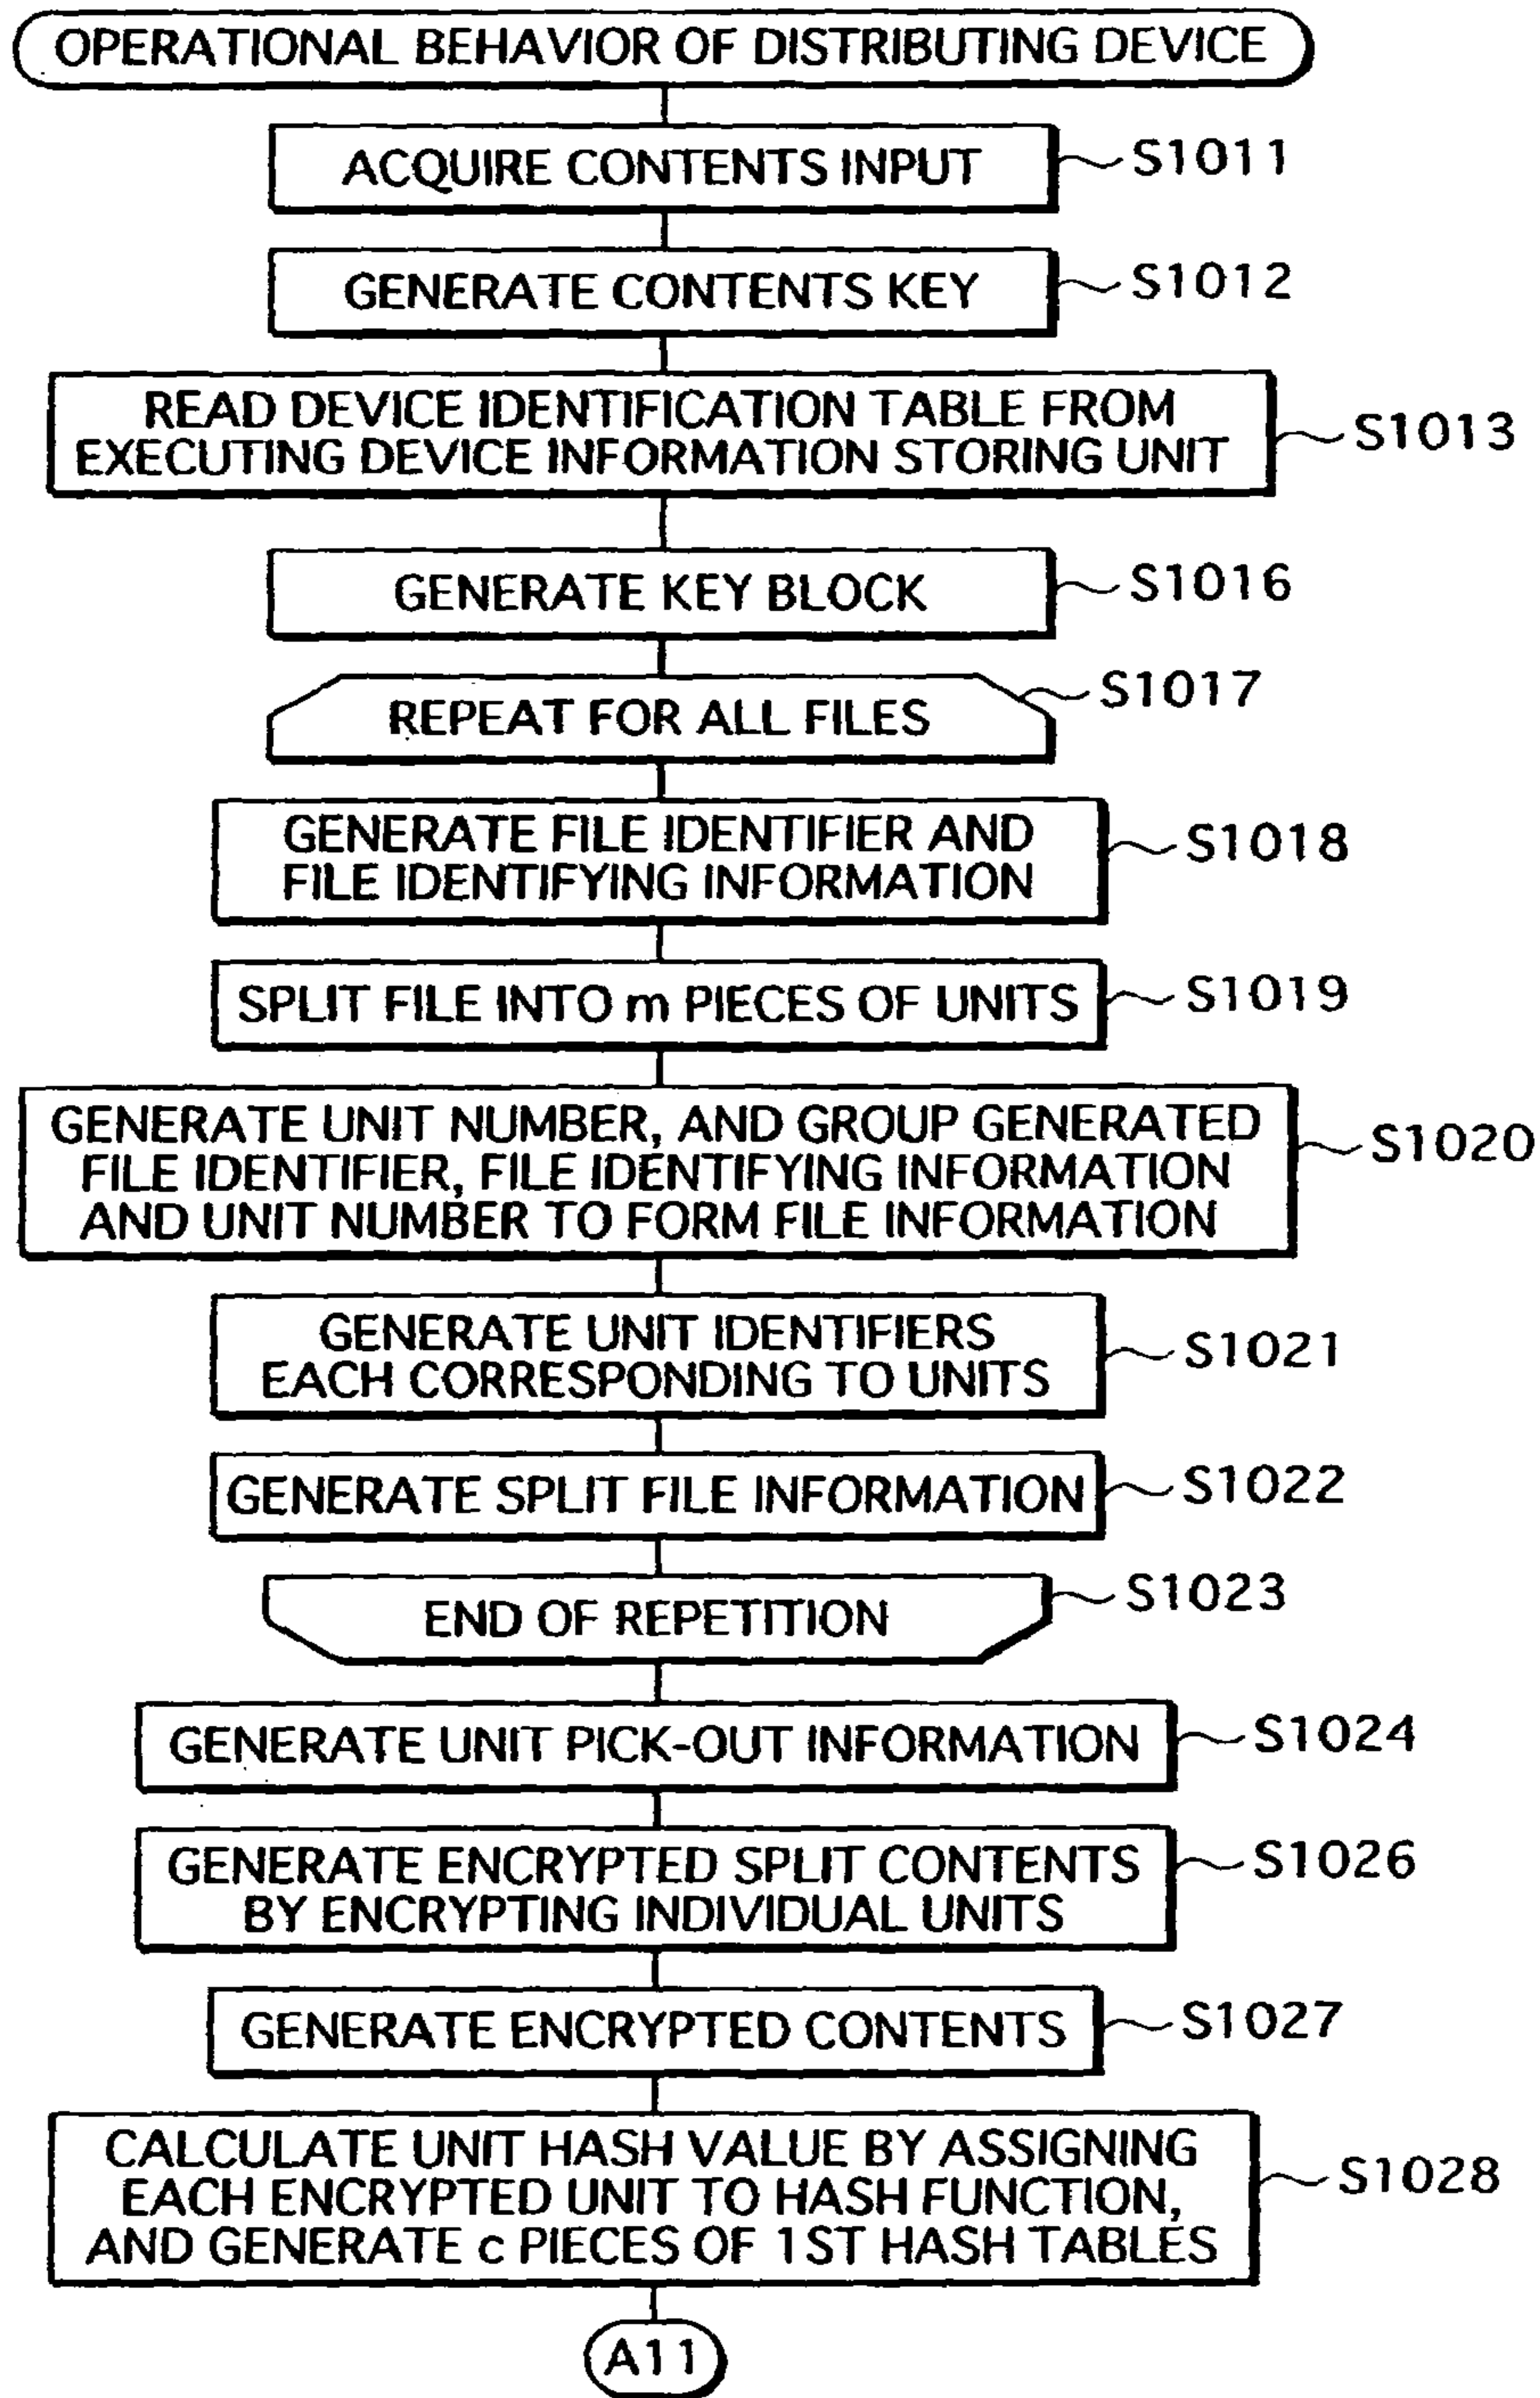 OPERATIONAL BEHAVIOR OF DISTRIBUTING DEVICE
ACQUIRE CONTENTS INPUT
S1011
GENERATE CONTENTS KEY
S1012
READ DEVICE IDENTIFICATION TABLE FROM
EXECUTING DEVICE INFORMATION STORING UNIT
S1013
GENERATE KEY BLOCK
S1016
REPEAT FOR ALL FILES
S1017
GENERATE FILE IDENTIFIER AND
FILE IDENTIFYING INFORMATION
S1018
SPLIT FILE INTO m PIECES OF UNITS
S1019
GENERATE UNIT NUMBER, AND GROUP GENERATED
FILE IDENTIFIER, FILE IDENTIFYING INFORMATION
AND UNIT NUMBER TO FORM FILE INFORMATION
S1020
GENERATE UNIT IDENTIFIERS
EACH CORRESPONDING TO UNITS
S1021
GENERATE SPLIT FILE INFORMATION
S1022
END OF REPETITION
S1023
GENERATE UNIT PICK-OUT INFORMATION
S1024
GENERATE ENCRYPTED SPLIT CONTENTS
BY ENCRYPTING INDIVIDUAL UNITS
S1026
GENERATE ENCRYPTED CONTENTS
S1027
CALCULATE UNIT HASH VALUE BY ASSIGNING
EACH ENCRYPTED UNIT TO HASH FUNCTION,
AND GENERATE c PIECES OF 1ST HASH TABLES
S1028
A11